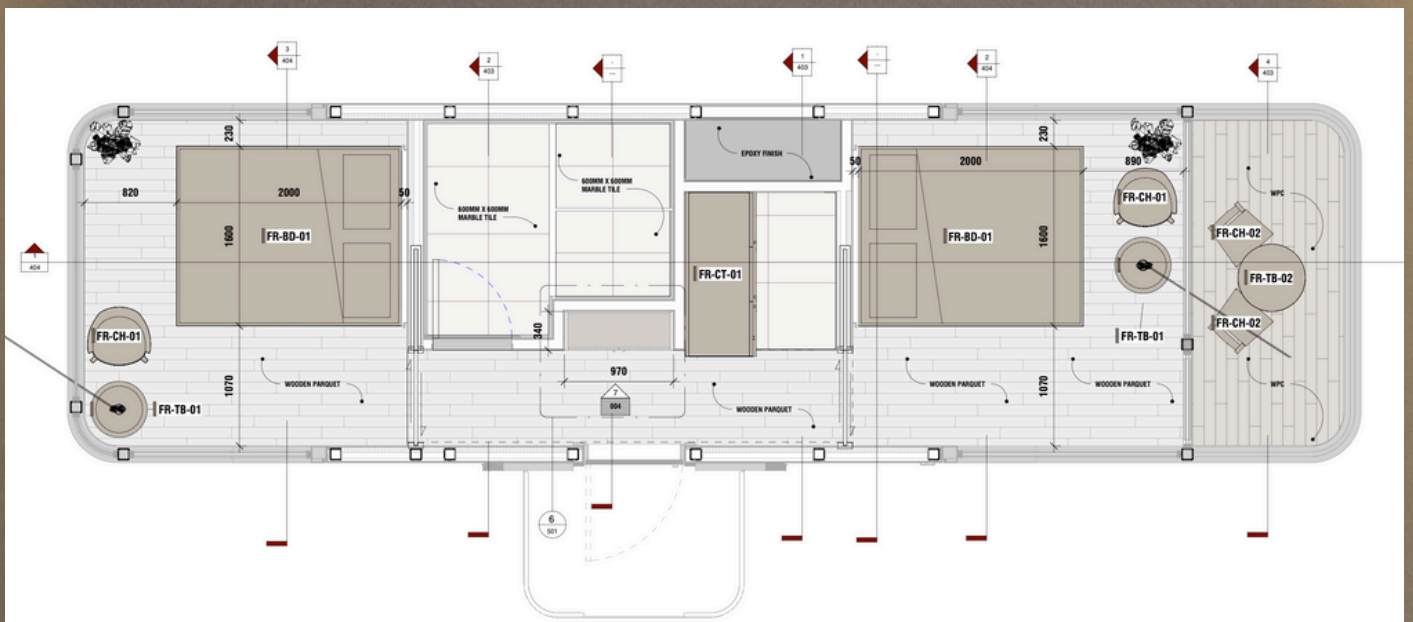 3
404
2
403
-
---
1
403
-
---
2
404
4
403
230
EPOXY FINISH
230
820
2000
50
600MM X 600MM
MARBLE TILE
600MM X 600MM
MARBLE TILE
50
2000
890
WPC
FR-CH-01
1600
FR-BD-01
FR-BD-01
1600
FR-CH-02
1
404
FR-CT-01
FR-TB-02
FR-CH-01
340
FR-CH-02
FR-TB-01
970
WOODEN PARQUET
1070
7
604
WOODEN PARQUET
WOODEN PARQUET
1070
WOODEN PARQUET
WPC
FR-TB-01
6
501